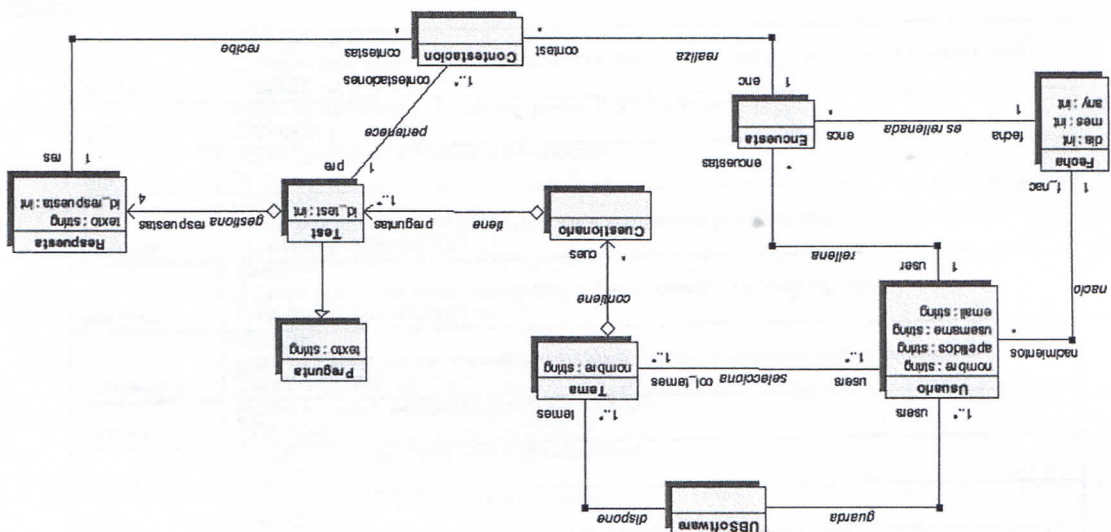 UBSoftware
guarda
dispone
users
1..*
temes
1..*
Usuario
nombre : string
apellidos : string
username : string
email : string
users
1..*
selecciona
col_temes
1..*
Tema
nombre : string
Pregunta
texto : string
nacimientos
*
nacio
1
user
rellena
contiene
*
cues
Cuestionario
tiene
preguntas
1..*
Test
id_test : int
gestiona
respuestas
4
Respuesta
texto : string
id_respuesta : int
f_nac
1
Fecha
dia : int
mes : int
any : int
fecha
1
es rellenada
encs
*
encuestas
*
Encuesta
1
enc
pre
1
pertenece
1..*
contestaciones
1
res
realiza
contest
*
Contestacion
contestas
*
recibe